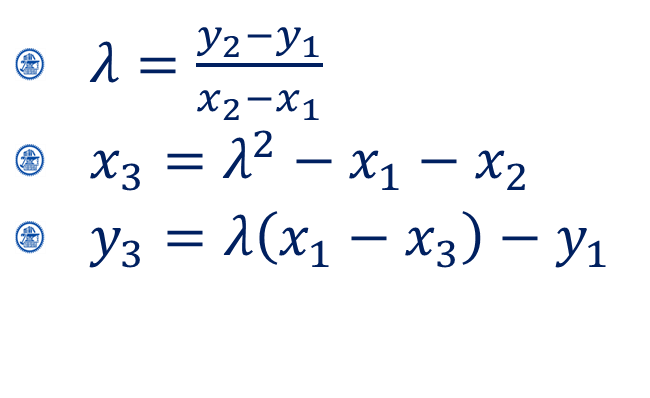 λ = (y₂−y₁)/(x₂−x₁)
x₃ = λ² − x₁ − x₂
y₃ = λ(x₁ − x₃) − y₁